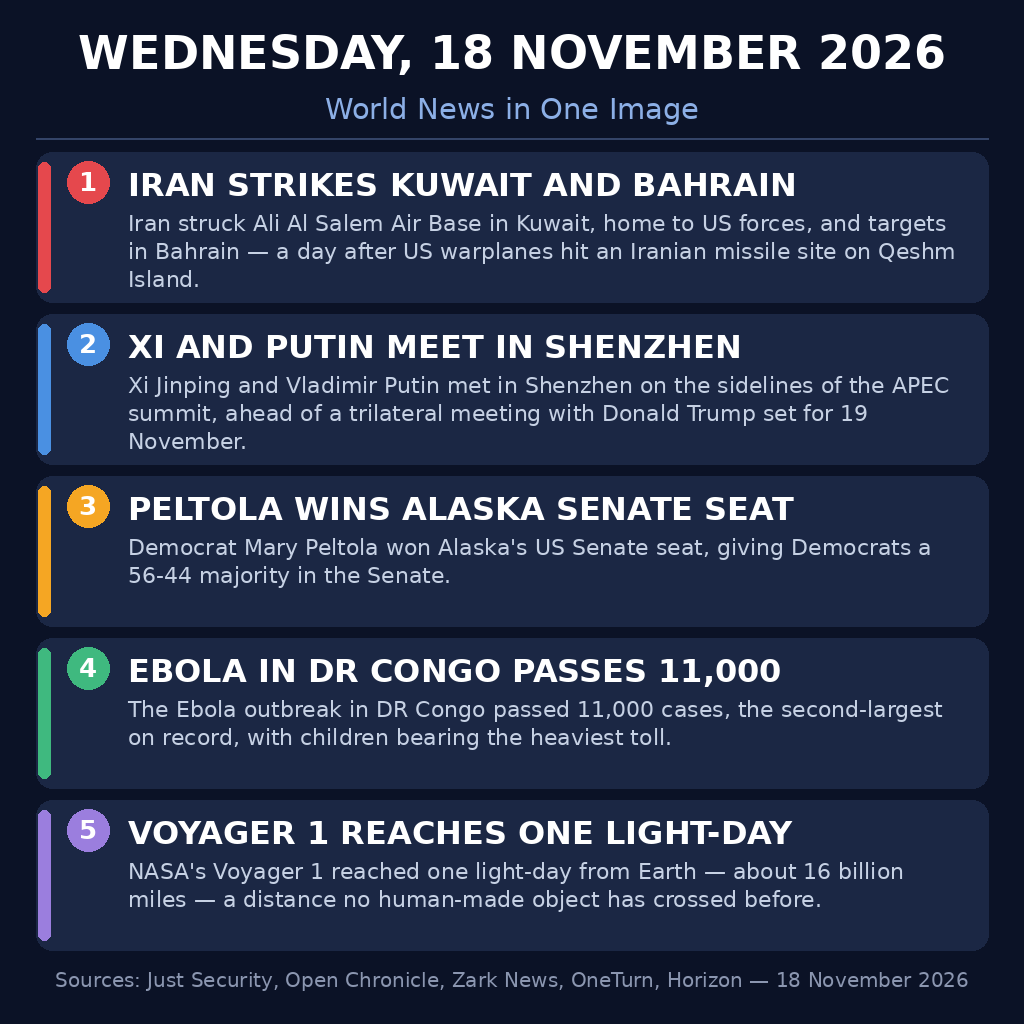 WEDNESDAY, 18 NOVEMBER 2026
World News in One Image
1
IRAN STRIKES KUWAIT AND BAHRAIN
Iran struck Ali Al Salem Air Base in Kuwait, home to US forces, and targets
in Bahrain — a day after US warplanes hit an Iranian missile site on Qeshm
Island.
2
XI AND PUTIN MEET IN SHENZHEN
Xi Jinping and Vladimir Putin met in Shenzhen on the sidelines of the APEC
summit, ahead of a trilateral meeting with Donald Trump set for 19
November.
3
PELTOLA WINS ALASKA SENATE SEAT
Democrat Mary Peltola won Alaska's US Senate seat, giving Democrats a
56-44 majority in the Senate.
4
EBOLA IN DR CONGO PASSES 11,000
The Ebola outbreak in DR Congo passed 11,000 cases, the second-largest
on record, with children bearing the heaviest toll.
5
VOYAGER 1 REACHES ONE LIGHT-DAY
NASA's Voyager 1 reached one light-day from Earth — about 16 billion
miles — a distance no human-made object has crossed before.
Sources: Just Security, Open Chronicle, Zark News, OneTurn, Horizon — 18 November 2026